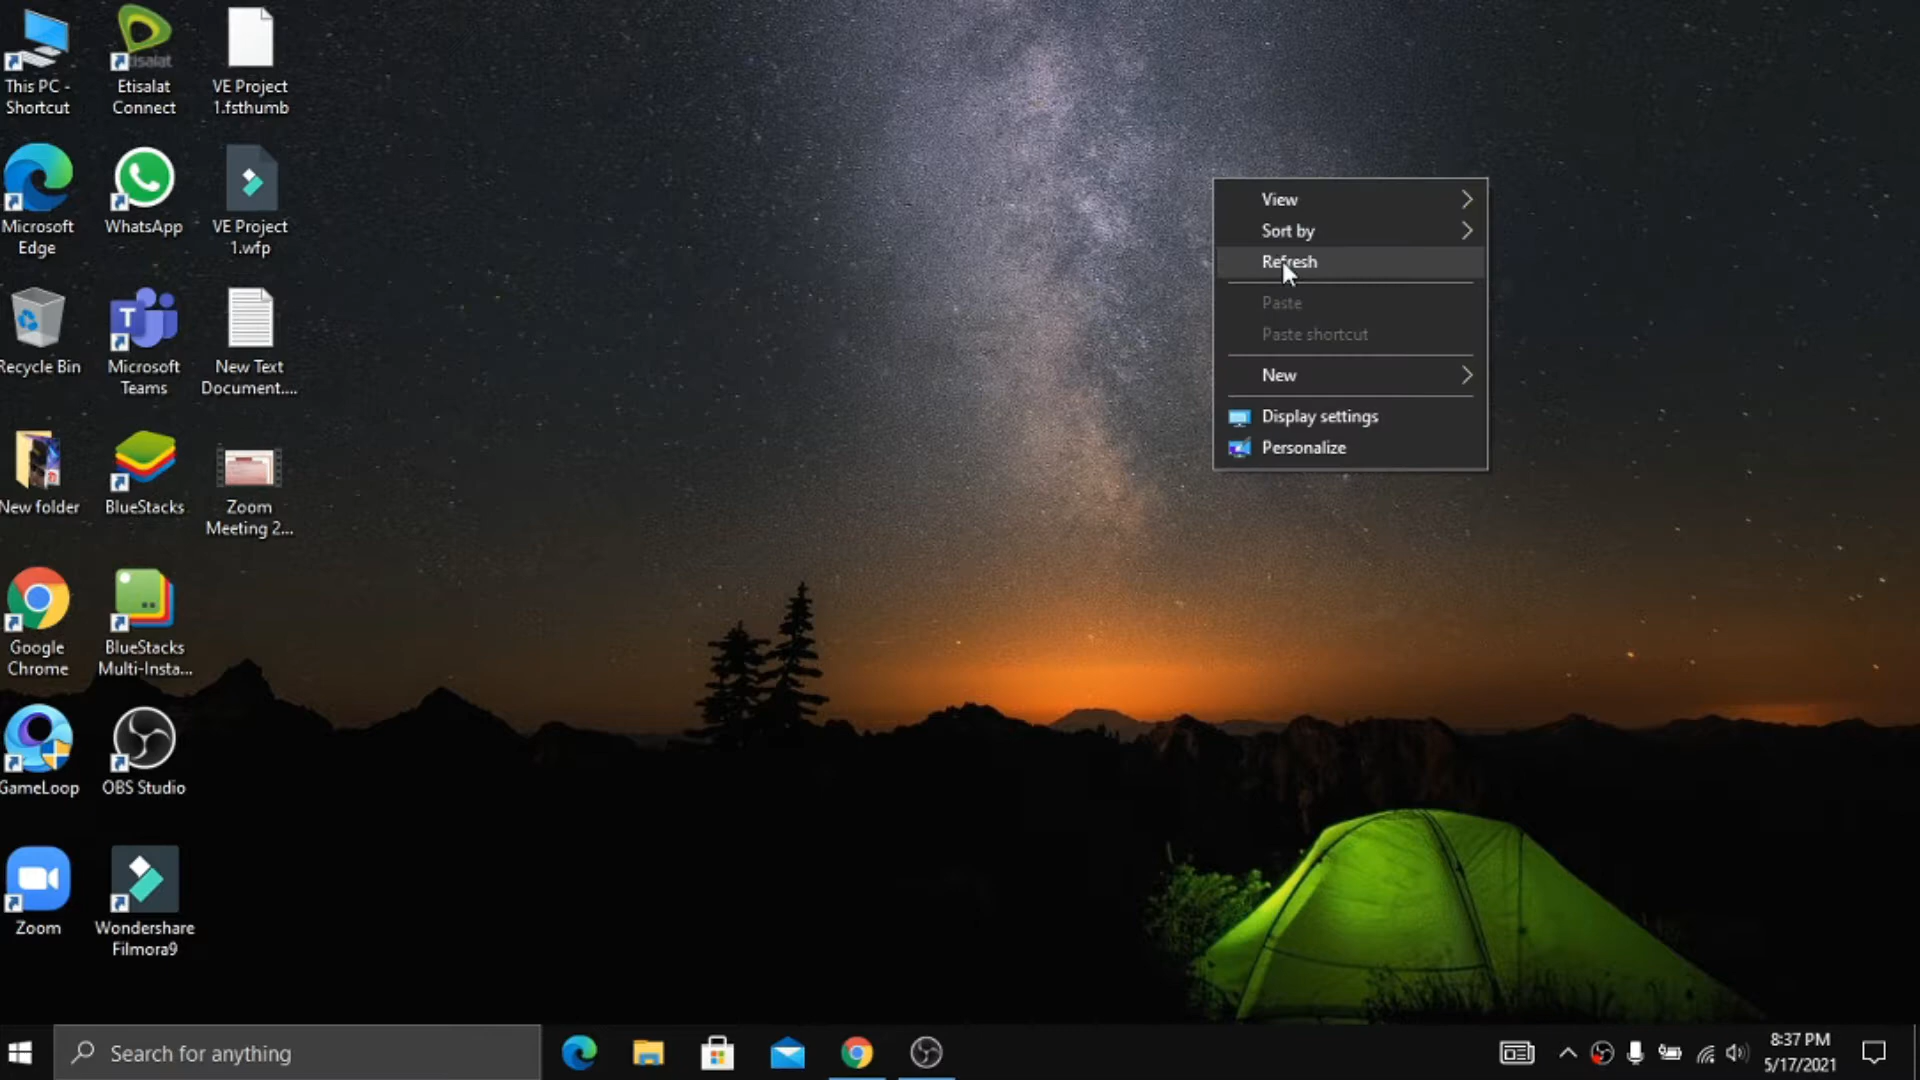 This PC -
Shortcut
Etisalat
Connect
VE Project
1.fsthumb
Microsoft
Edge
WhatsApp
VE Project
1.wfp
Recycle Bin
T
Microsoft
Teams
New Text
Document....
New folder
BlueStacks
Zoom
Meeting 2...
Google
Chrome
BlueStacks
Multi-Insta...
GameLoop
OBS Studio
Zoom
Wondershare
Filmora9
View
Sort by
Refresh
Paste
Paste shortcut
New
Display settings
Personalize
Search for anything
8:37 PM
5/17/2021